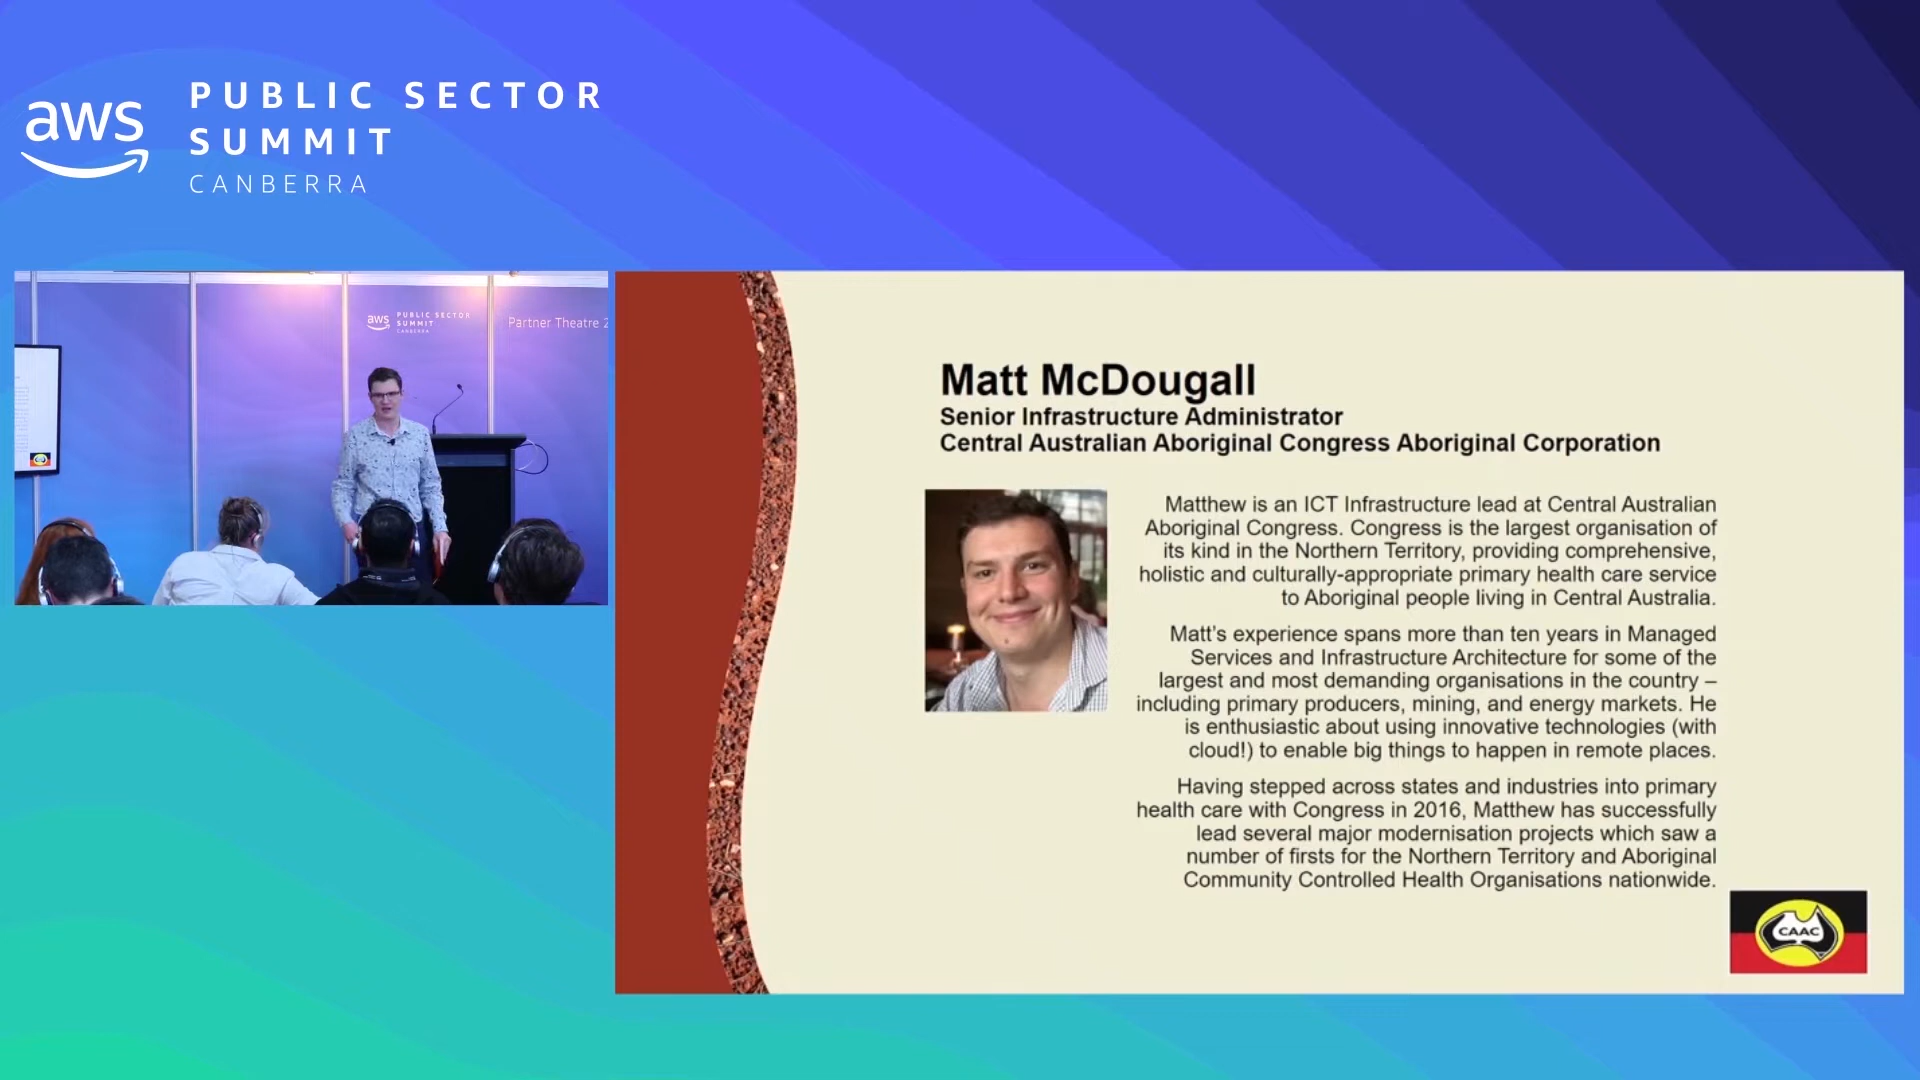 aws
PUBLIC SECTOR
SUMMIT
CANBERRA
aws
PUBLIC SECTOR
SUMMIT
CANBERRA
Partner Theatre 2
Matt McDougall
Senior Infrastructure Administrator
Central Australian Aboriginal Congress Aboriginal Corporation
Matthew is an ICT Infrastructure lead at Central Australian
Aboriginal Congress. Congress is the largest organisation of
its kind in the Northern Territory, providing comprehensive,
holistic and culturally-appropriate primary health care service
to Aboriginal people living in Central Australia.
Matt’s experience spans more than ten years in Managed
Services and Infrastructure Architecture for some of the
largest and most demanding organisations in the country –
including primary producers, mining, and energy markets. He
is enthusiastic about using innovative technologies (with
cloud!) to enable big things to happen in remote places.
Having stepped across states and industries into primary
health care with Congress in 2016, Matthew has successfully
lead several major modernisation projects which saw a
number of firsts for the Northern Territory and Aboriginal
Community Controlled Health Organisations nationwide.
CAAC